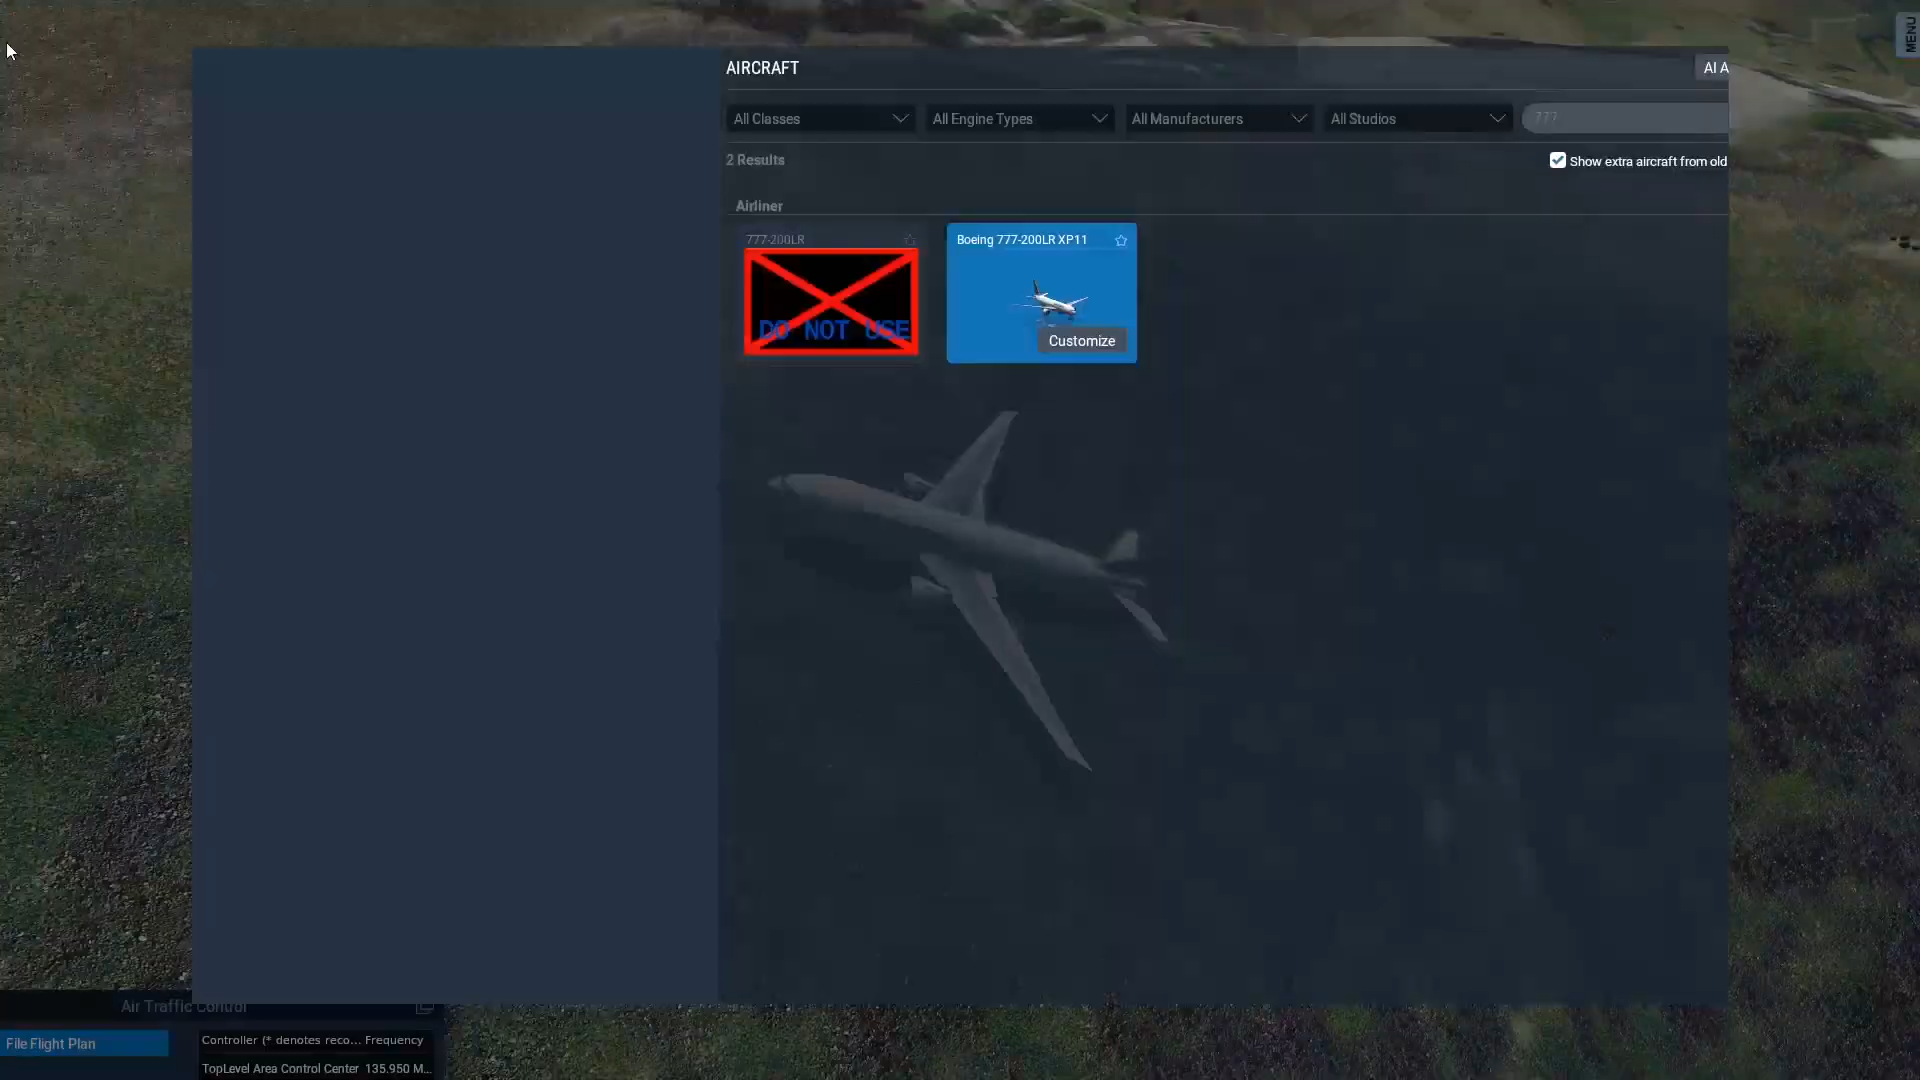 MENU
AIRCRAFT
AI A
All Classes
All Engine Types
All Manufacturers
All Studios
777
2 Results
Show extra aircraft from old
Airliner
777-200LR
Boeing 777-200LR XP11
DO NOT USE
Customize
Air Traffic Control
File Flight Plan
Controller (* denotes reco... Frequency
TopLevel Area Control Center 135.950 M...